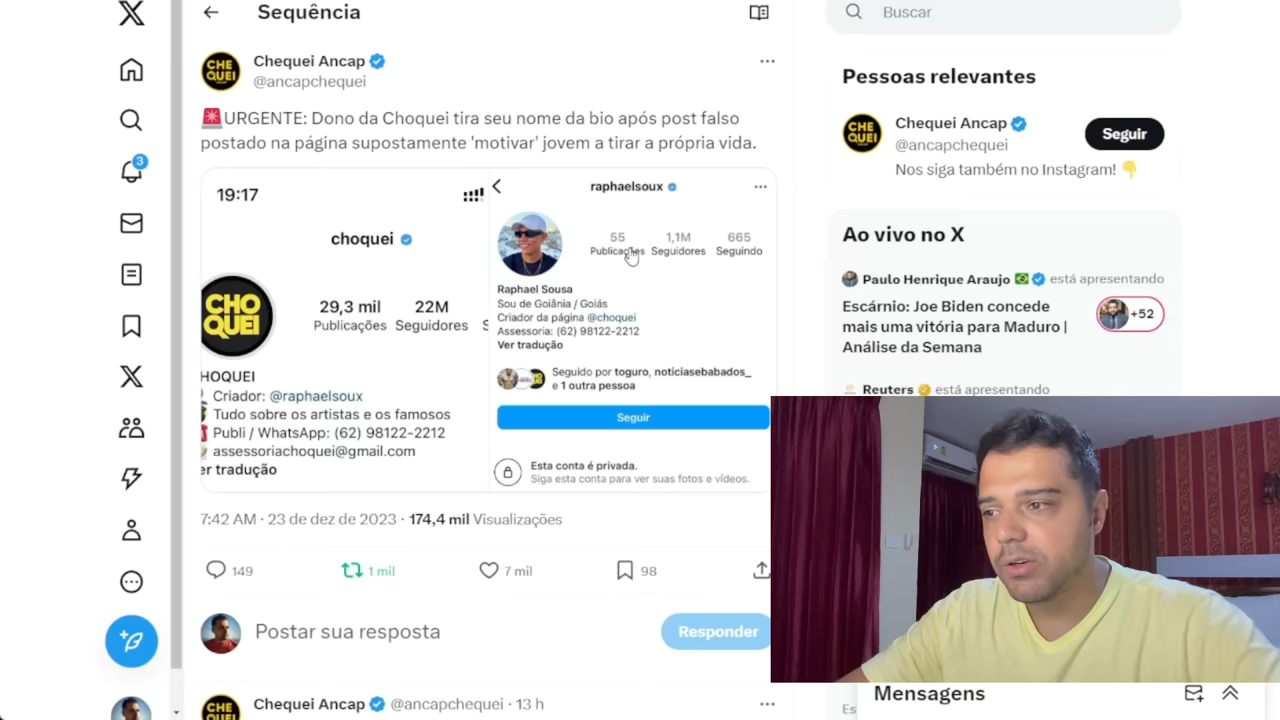 Sequência
Buscar
Chequei Ancap
@ancapchequei
URGENTE: Dono da Choquei tira seu nome da bio após post falso
postado na página supostamente 'motivar' jovem a tirar a própria vida.
19:17
choquei
CHO
QUEI
29,3 mil
22M
Publicações
Seguidores
S
HOQUEI
Criador: @raphaelsoux
Tudo sobre os artistas e os famosos
Publi / WhatsApp: (62) 98122-2212
assessoriachoquei@gmail.com
er tradução
raphaelsoux
55
1,1M
665
Publicações
Seguidores
Seguindo
Raphael Sousa
Sou de Goiânia / Goiás
Criador da página @choquei
Assessoria: (62) 98122-2212
Ver tradução
Seguido por toguro, noticiasebabados_
e 1 outra pessoa
Seguir
Esta conta é privada.
Siga esta conta para ver suas fotos e vídeos.
7:42 AM · 23 de dez de 2023 · 174,4 mil Visualizações
149
1 mil
7 mil
98
Postar sua resposta
Responder
Chequei Ancap @ancapchequei · 13 h
CHE
QUEI
3
Pessoas relevantes
CHE
QUEI
Chequei Ancap
@ancapchequei
Seguir
Nos siga também no Instagram!
Ao vivo no X
Paulo Henrique Araujo está apresentando
Escárnio: Joe Biden concede
mais uma vitória para Maduro |
Análise da Semana
+52
Reuters está apresentando
Mensagens
Es
CHE
QUEI